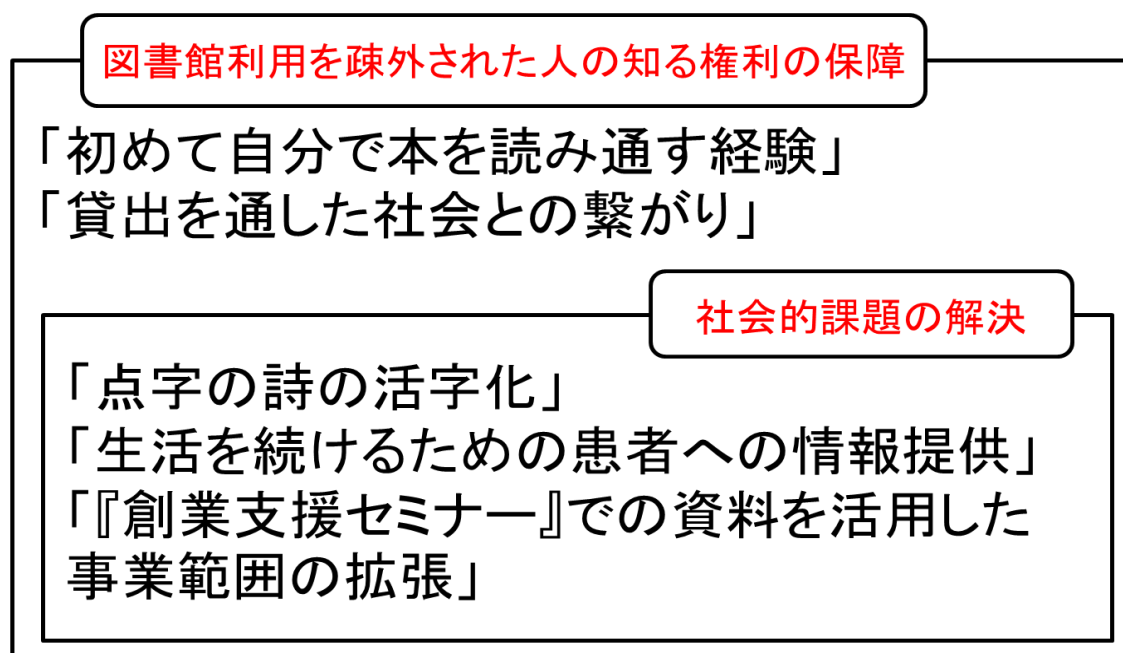 図書館利用を疎外された人の知る権利の保障
「初めて自分で本を読み通す経験」
「貸出を通した社会との繋がり」
社会的課題の解決
「点字の詩の活字化」
「生活を続けるための患者への情報提供」
「『創業支援セミナー』での資料を活用した
事業範囲の拡張」